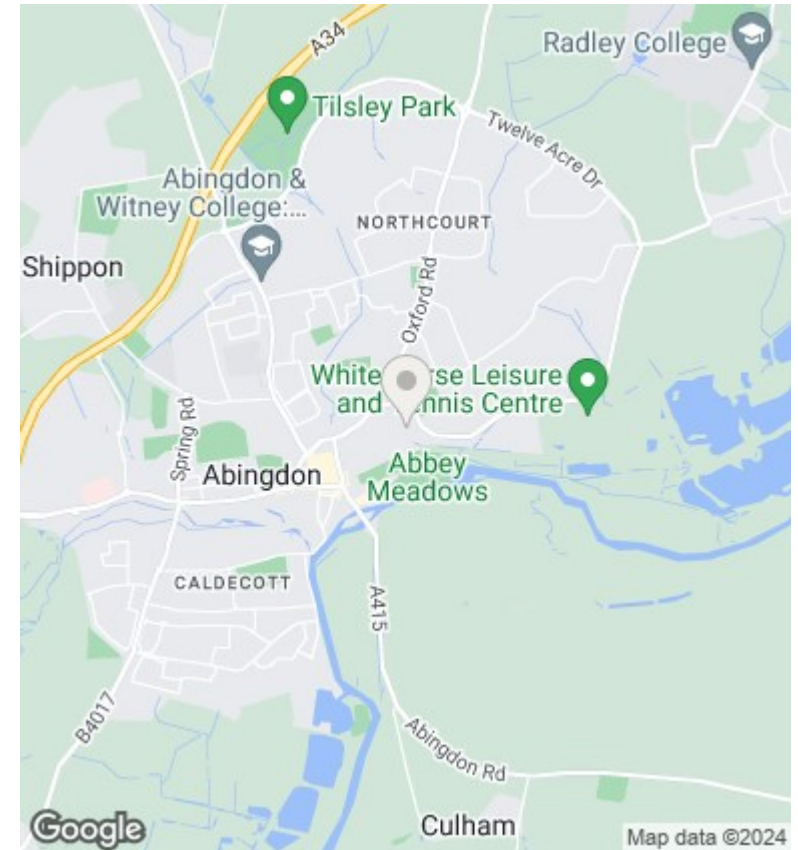 A34
Radley College
Tilsley Park
Twelve Acre Dr
Abingdon &
Witney College:...
NORTHCOURT
Shippon
Oxford Rd
White
rse Leisure
and
nnis Centre
Spring Rd
Abingdon
Abbey
Meadows
CALDECOTT
A415
B4017
Abingdon Rd
Culham
Google
Map data ©2024